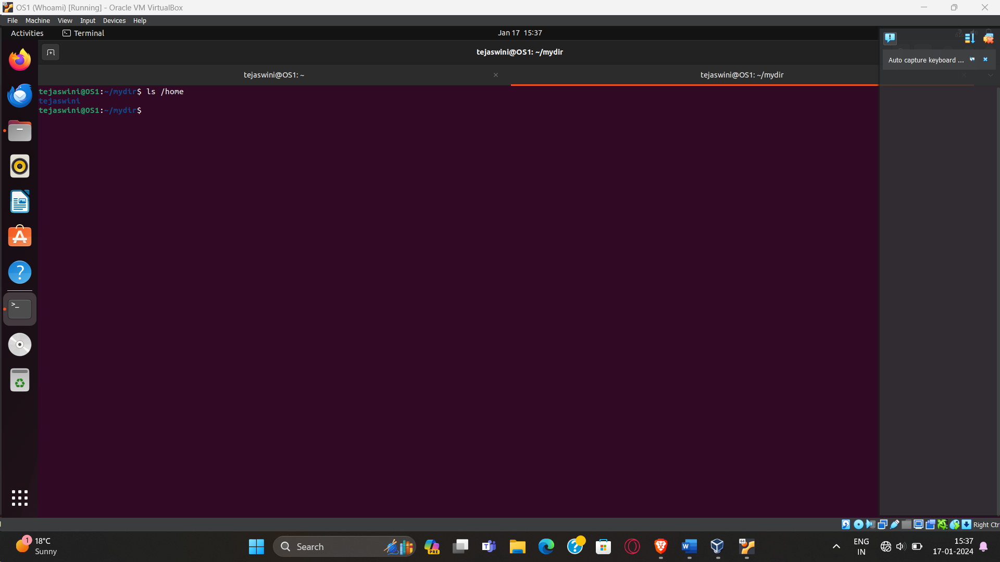 OS1 (Whoami) [Running] - Oracle VM VirtualBox
File Machine View Input Devices Help
Activities Terminal Jan 17 15:37
tejaswini@OS1: ~/mydir
Auto capture keyboard ...
tejaswini@OS1: ~ × tejaswini@OS1: ~/mydir
tejaswini@OS1:~/mydir$ ls /home
tejaswini
tejaswini@OS1:~/mydir$
>_
Right Ctr
1
18°C
Sunny
Search
PRE
ENG
IN
15:37
17-01-2024